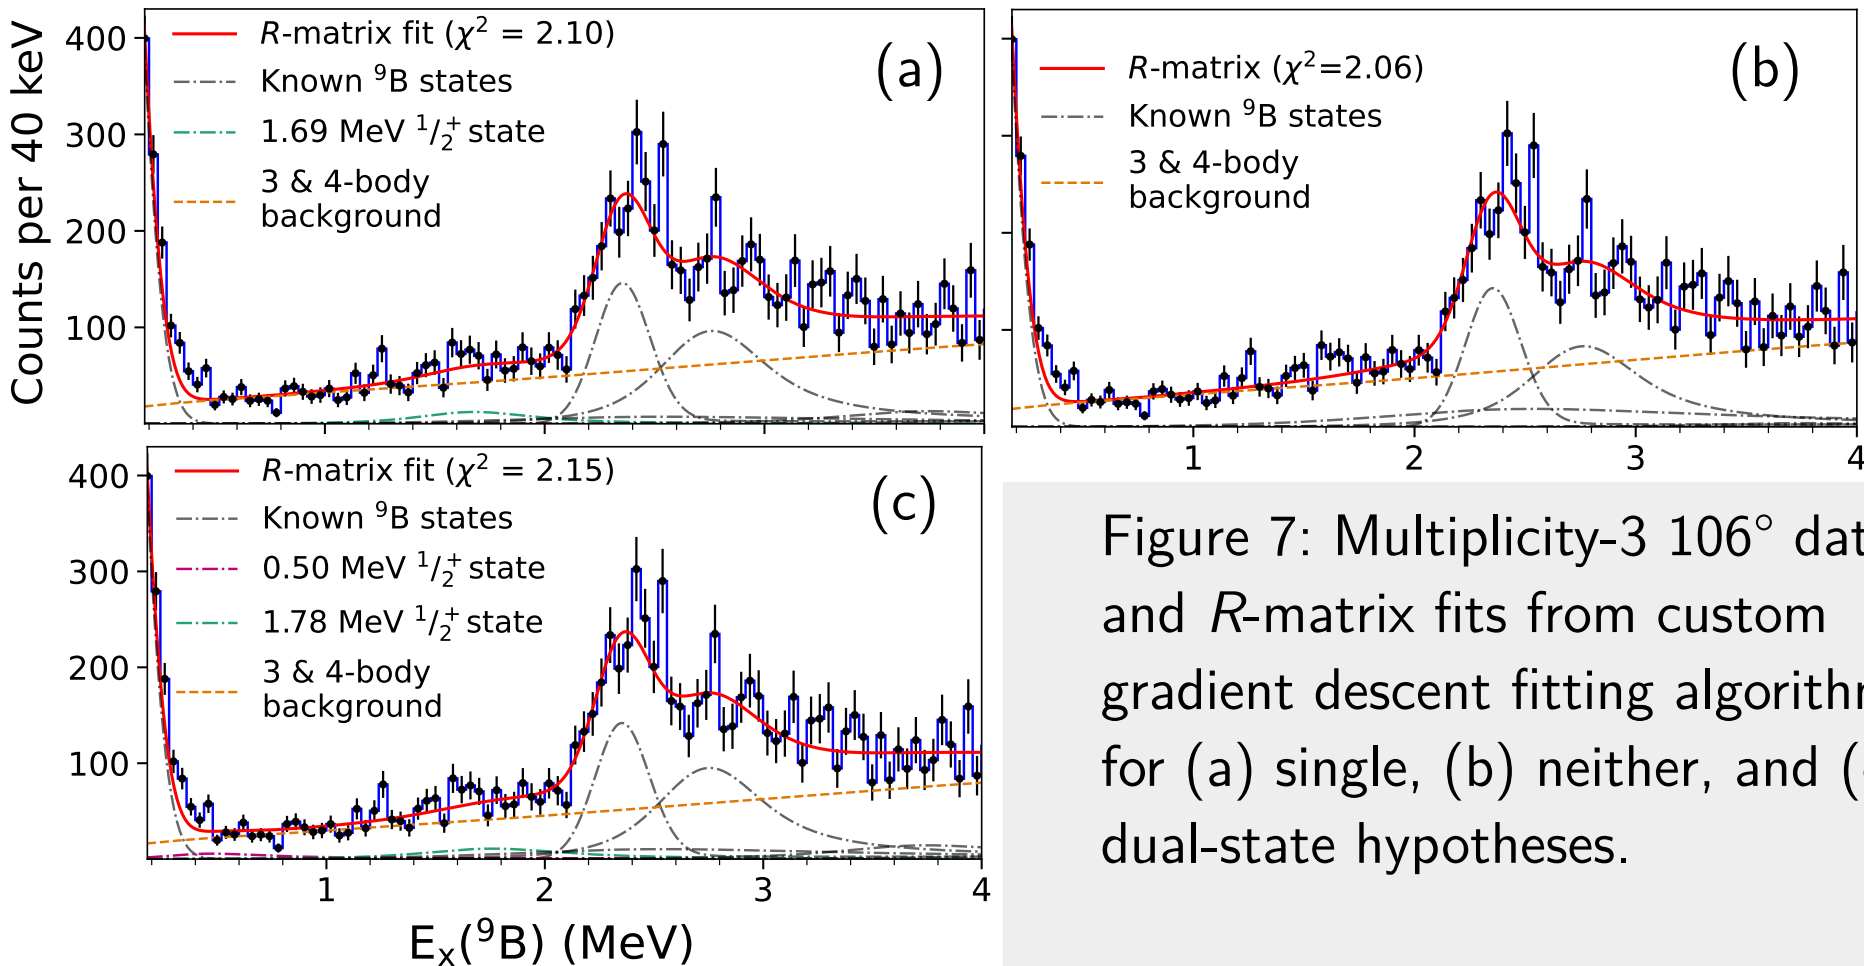 Counts per 40 keV
400
300
200
100
R-matrix fit (χ² = 2.10)
Known ⁹B states
1.69 MeV ¹/₂⁺ state
3 & 4-body
background
(a)
R-matrix (χ²=2.06)
Known ⁹B states
3 & 4-body
background
(b)
1 2 3 4
400
300
200
100
R-matrix fit (χ² = 2.15)
Known ⁹B states
0.50 MeV ¹/₂⁺ state
1.78 MeV ¹/₂⁺ state
3 & 4-body
background
(c)
1 2 3 4
Eₓ(⁹B) (MeV)
Figure 7: Multiplicity-3 106° dat
and R-matrix fits from custom
gradient descent fitting algorithm
for (a) single, (b) neither, and (
dual-state hypotheses.